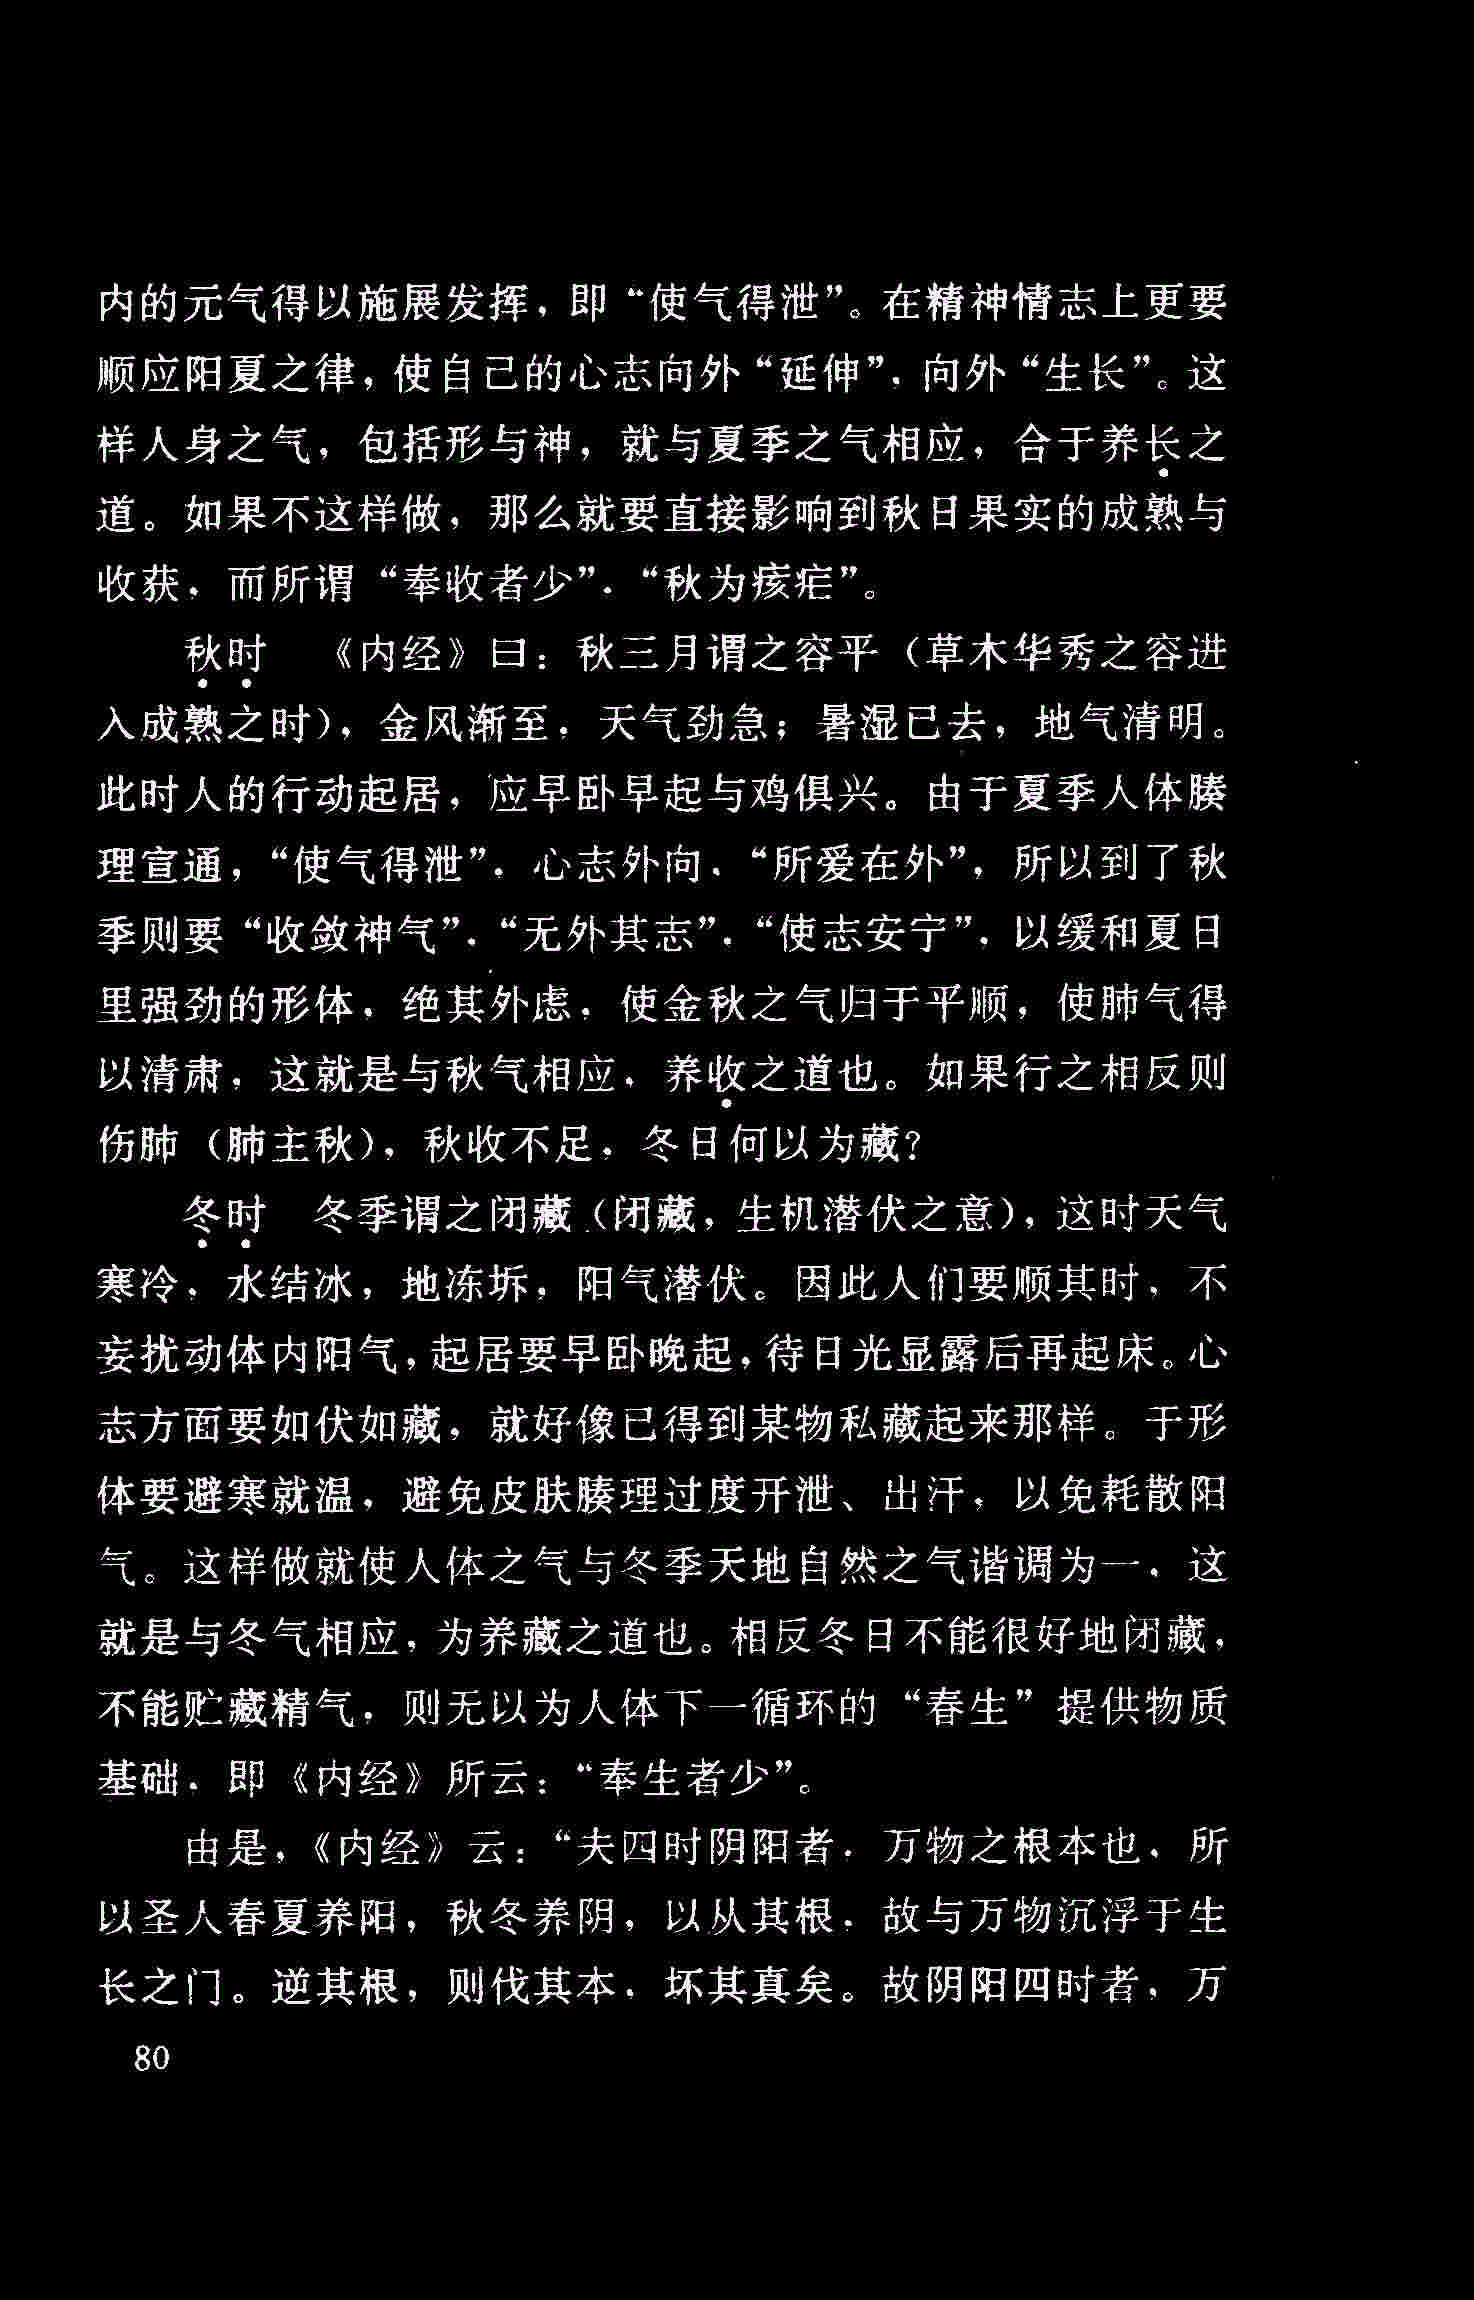 内的元气得以施展发挥，即“使气得泄”。在精神情志上更要
顺应阳夏之律，使自己的心志向外“延伸”，向外“生长”。这
样人身之气，包括形与神，就与夏季之气相应，合于养长之
道。如果不这样做，那么就要直接影响到秋日果实的成熟与
收获，而所谓“奉收者少”，“秋为痎疟”。
秋时　《内经》曰：秋三月谓之容平（草木华秀之容进
入成熟之时），金风渐至，天气劲急；暑湿已去，地气清明。
此时人的行动起居，应早卧早起与鸡俱兴。由于夏季人体腠
理宣通，“使气得泄”，心志外向，“所爱在外”，所以到了秋
季则要“收敛神气”，“无外其志”，“使志安宁”，以缓和夏日
里强劲的形体，绝其外虑，使金秋之气归于平顺，使肺气得
以清肃，这就是与秋气相应，养收之道也。如果行之相反则
伤肺（肺主秋），秋收不足，冬日何以为藏？
冬时　冬季谓之闭藏（闭藏，生机潜伏之意），这时天气
寒冷，水结冰，地冻坼，阳气潜伏。因此人们要顺其时，不
妄扰动体内阳气，起居要早卧晚起，待日光显露后再起床。心
志方面要如伏如藏，就好像已得到某物私藏起来那样。于形
体要避寒就温，避免皮肤腠理过度开泄、出汗，以免耗散阳
气。这样做就使人体之气与冬季天地自然之气谐调为一，这
就是与冬气相应，为养藏之道也。相反冬日不能很好地闭藏，
不能贮藏精气，则无以为人体下一循环的“春生”提供物质
基础，即《内经》所云：“奉生者少”。
由是，《内经》云：“夫四时阴阳者，万物之根本也，所
以圣人春夏养阳，秋冬养阴，以从其根，故与万物沉浮于生
长之门。逆其根，则伐其本，坏其真矣。故阴阳四时者，万
80